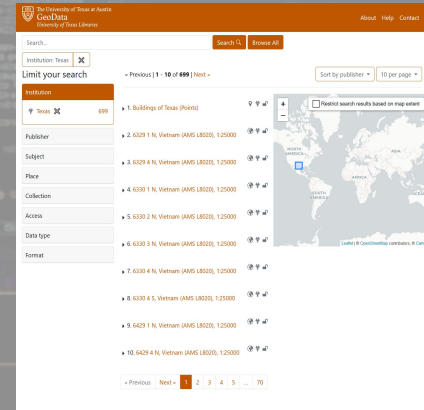 The University of Texas at Austin
GeoData
University of Texas Libraries
About Help Contact
Search...
Search
Browse All
Institution: Texas
Limit your search
« Previous | 1 - 10 of 699 | Next »
Sort by publisher
10 per page
Institution
Texas 699
Publisher
Subject
Place
Collection
Access
Data type
Format
1. Buildings of Texas (Points)
2. 6329 1 N, Vietnam (AMS L8020), 1:25000
3. 6329 4 N, Vietnam (AMS L8020), 1:25000
4. 6330 1 N, Vietnam (AMS L8020), 1:25000
5. 6330 2 N, Vietnam (AMS L8020), 1:25000
6. 6330 3 N, Vietnam (AMS L8020), 1:25000
7. 6330 4 N, Vietnam (AMS L8020), 1:25000
8. 6330 4 S, Vietnam (AMS L8020), 1:25000
9. 6429 1 N, Vietnam (AMS L8020), 1:25000
10. 6429 4 N, Vietnam (AMS L8020), 1:25000
+
−
Restrict search results based on map extent
NORTH AMERICA
ASIA
AFRICA
SOUTH AMERICA
Leaflet | © OpenStreetMap contributors, ©
« Previous Next » 1 2 3 4 5 ... 70